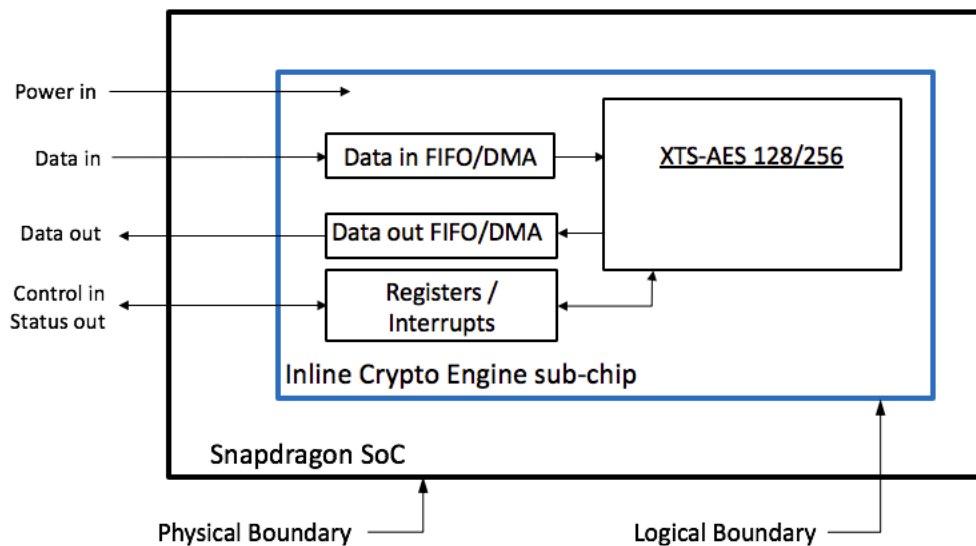 Power in
Data in
Data in FIFO/DMA
XTS-AES 128/256
Data out
Data out FIFO/DMA
Control in
Status out
Registers /
Interrupts
Inline Crypto Engine sub-chip
Snapdragon SoC
Physical Boundary
Logical Boundary